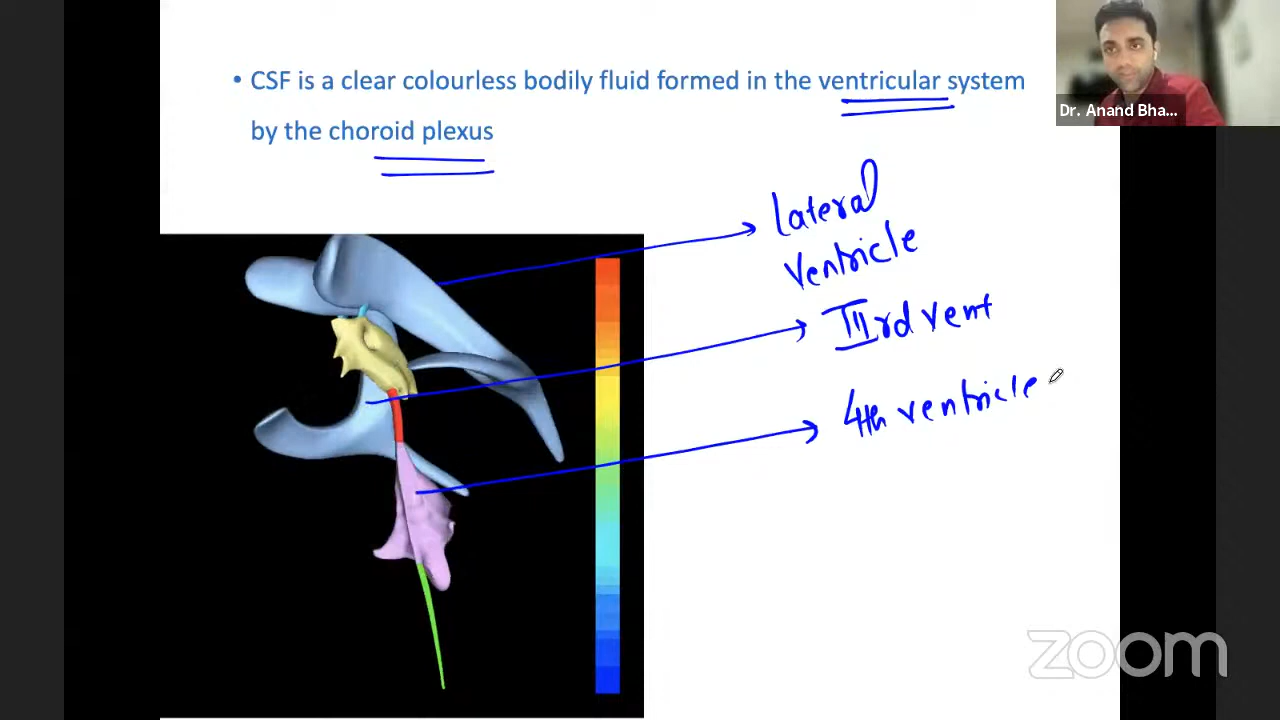 • CSF is a clear colourless bodily fluid formed in the ventricular system
by the choroid plexus
Dr. Anand Bha...
Lateral
Ventricle
IIIrd vent
4th ventricle
zoom